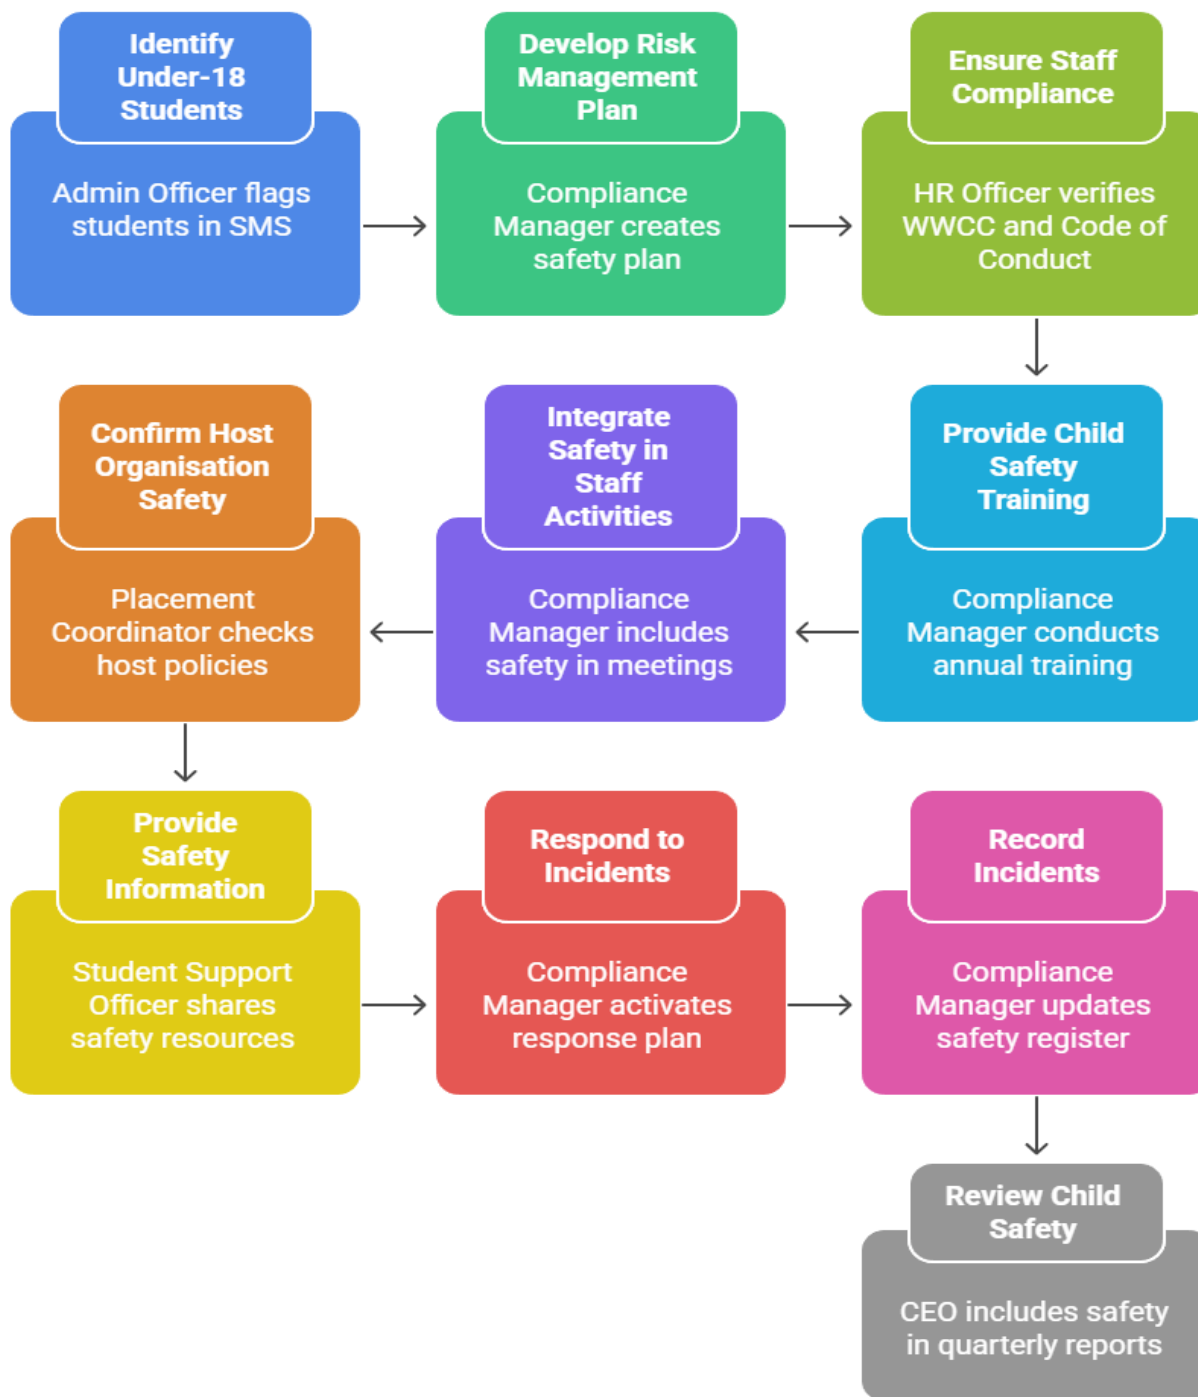 Identify
Under-18
Students
Admin Officer flags
students in SMS
Develop Risk
Management
Plan
Compliance
Manager creates
safety plan
Ensure Staff
Compliance
HR Officer verifies
WWCC and Code of
Conduct
Provide Child
Safety
Training
Compliance
Manager conducts
annual training
Integrate
Safety in
Staff
Activities
Compliance
Manager includes
safety in meetings
Confirm Host
Organisation
Safety
Placement
Coordinator checks
host policies
Provide
Safety
Information
Student Support
Officer shares
safety resources
Respond to
Incidents
Compliance
Manager activates
response plan
Record
Incidents
Compliance
Manager updates
safety register
Review Child
Safety
CEO includes safety
in quarterly reports